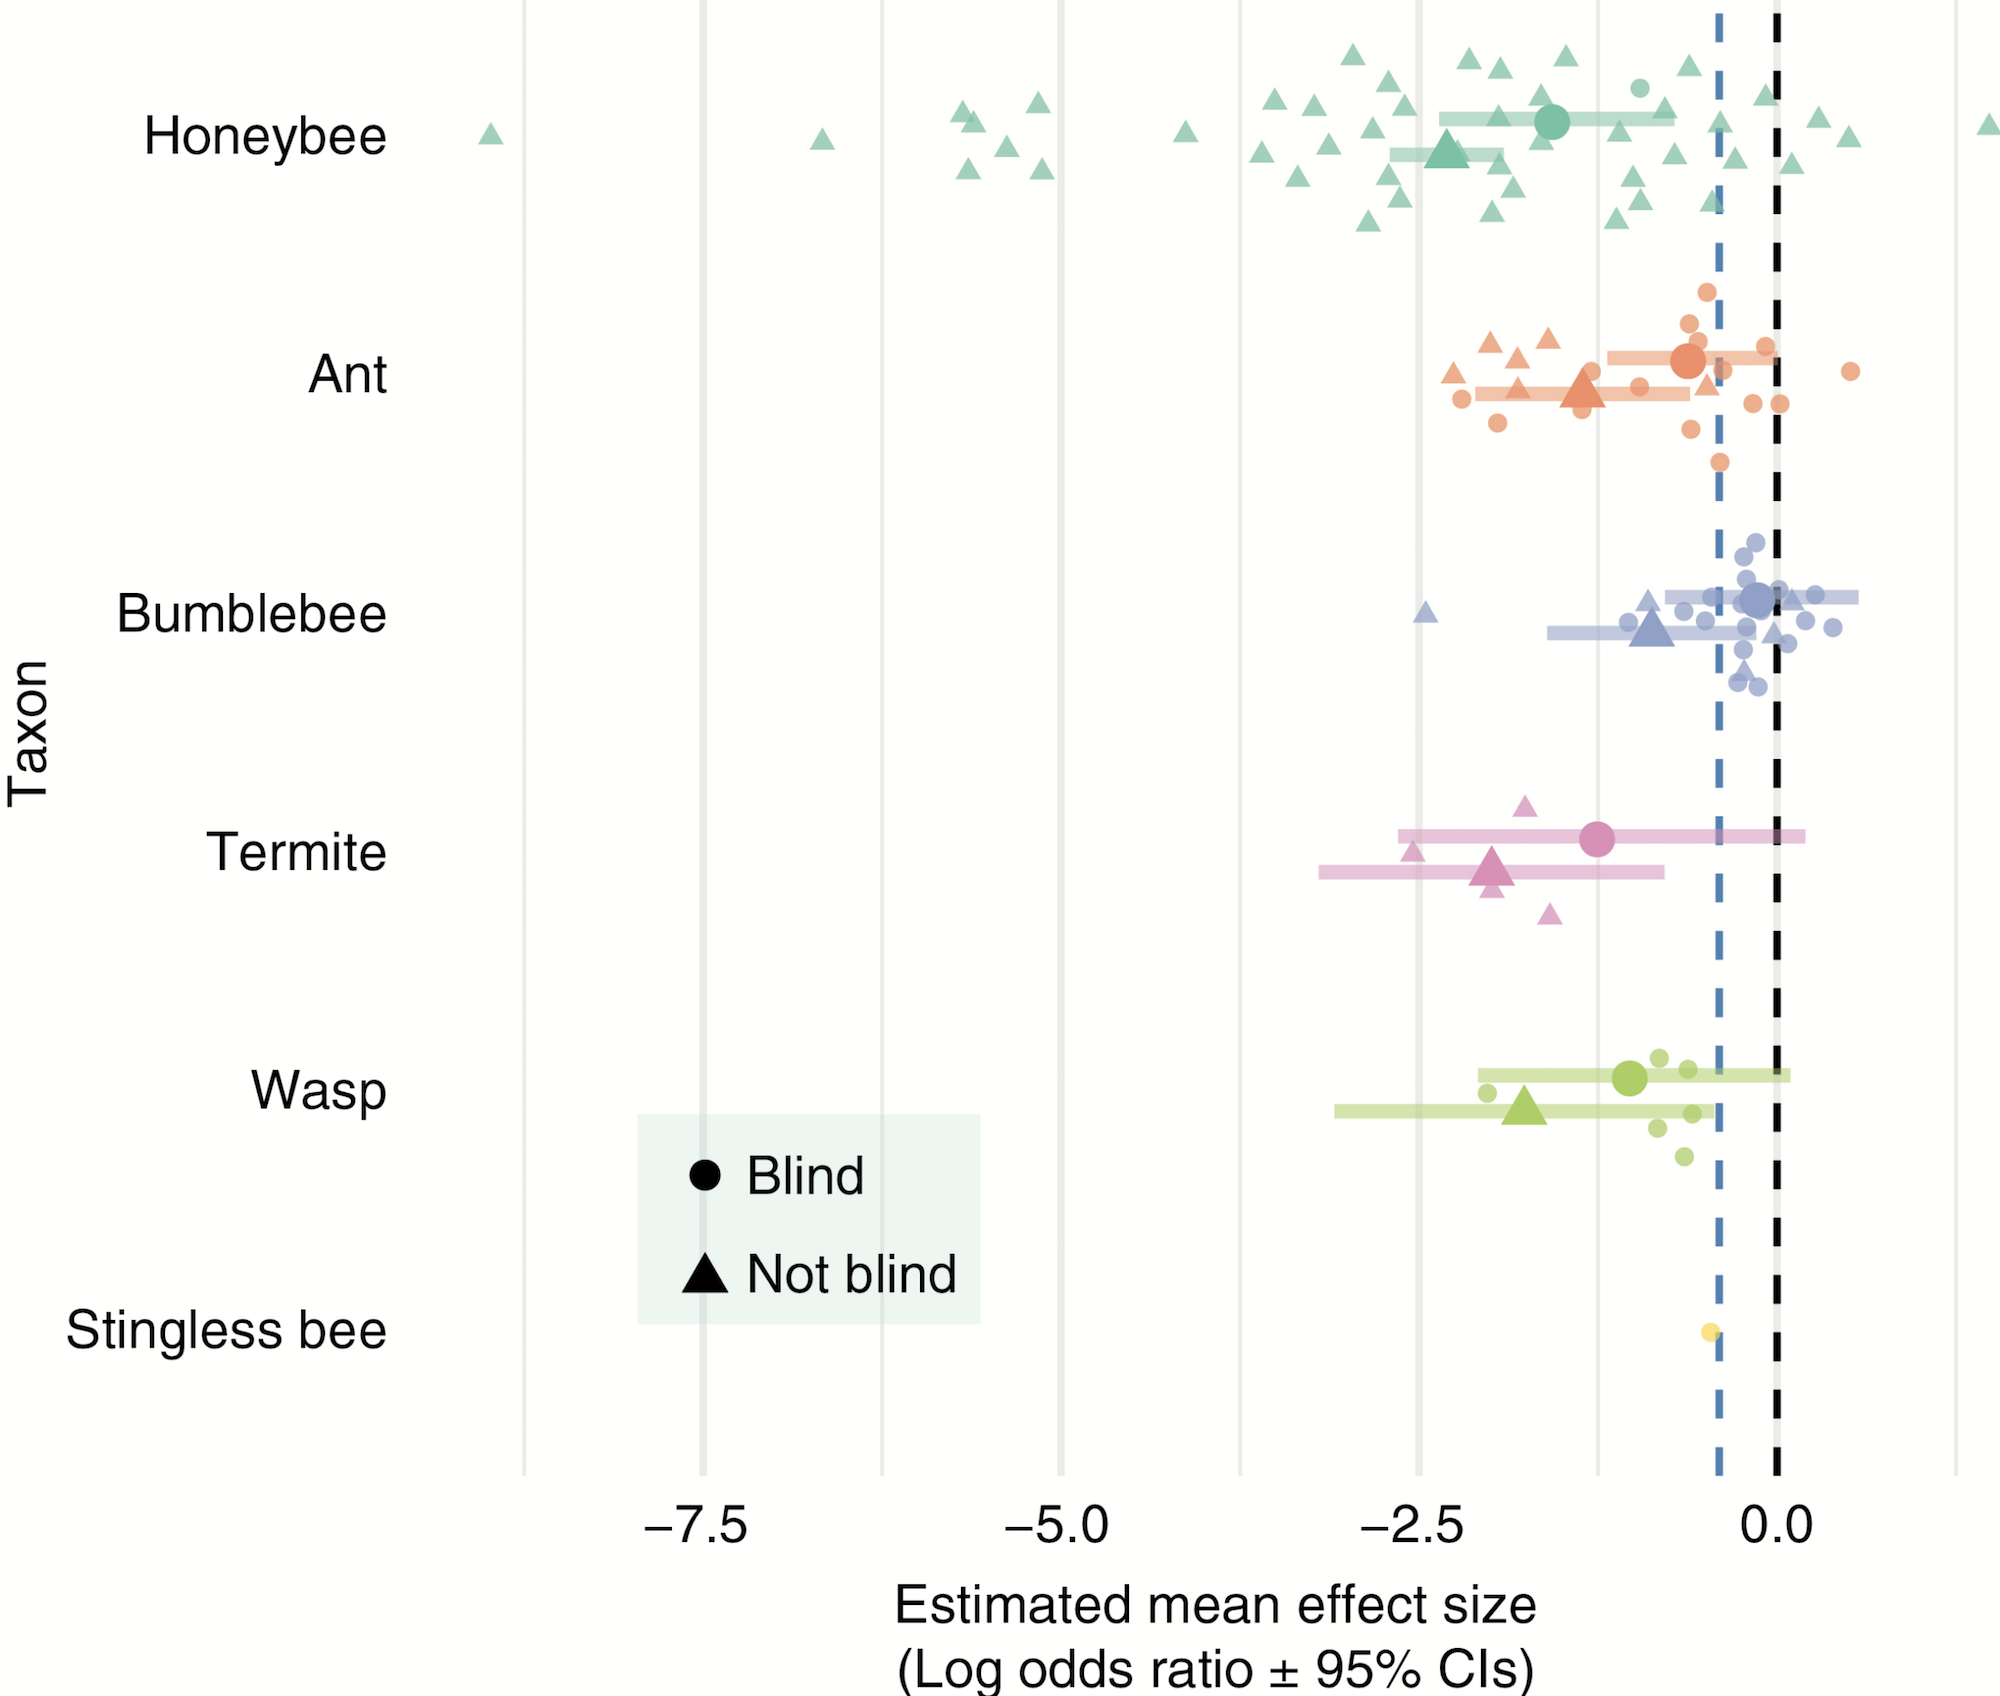 Honeybee
Ant
Bumblebee
Termite
Wasp
Stingless bee
Taxon
Blind
Not blind
−7.5 −5.0 −2.5 0.0
Estimated mean effect size
(Log odds ratio ± 95% CIs)